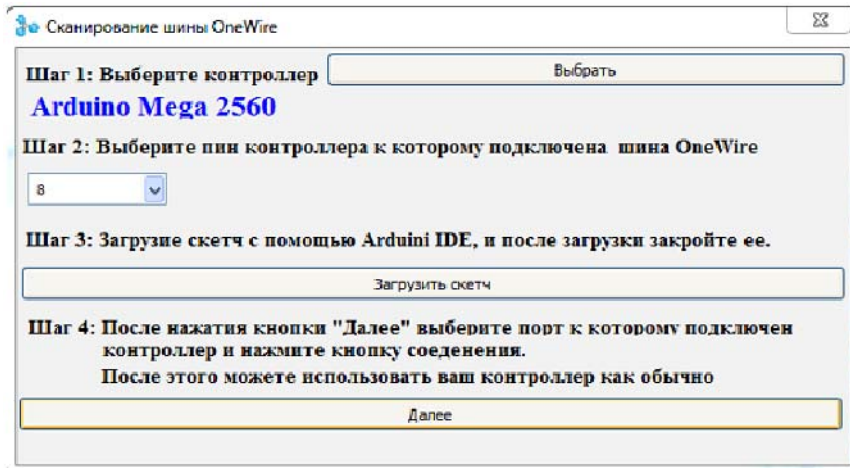 Сканирование шины OneWire
Шаг 1: Выберите контроллер Выбрать
Arduino Mega 2560
Шаг 2: Выберите пин контроллера к которому подключена шина OneWire
8
Шаг 3: Загрузие скетч с помощью Arduini IDE, и после загрузки закройте ее.
Загрузить скетч
Шаг 4: После нажатия кнопки "Далее" выберите порт к которому подключен
контроллер и нажмите кнопку соеденения.
После этого можете использовать ваш контроллер как обычно
Далее